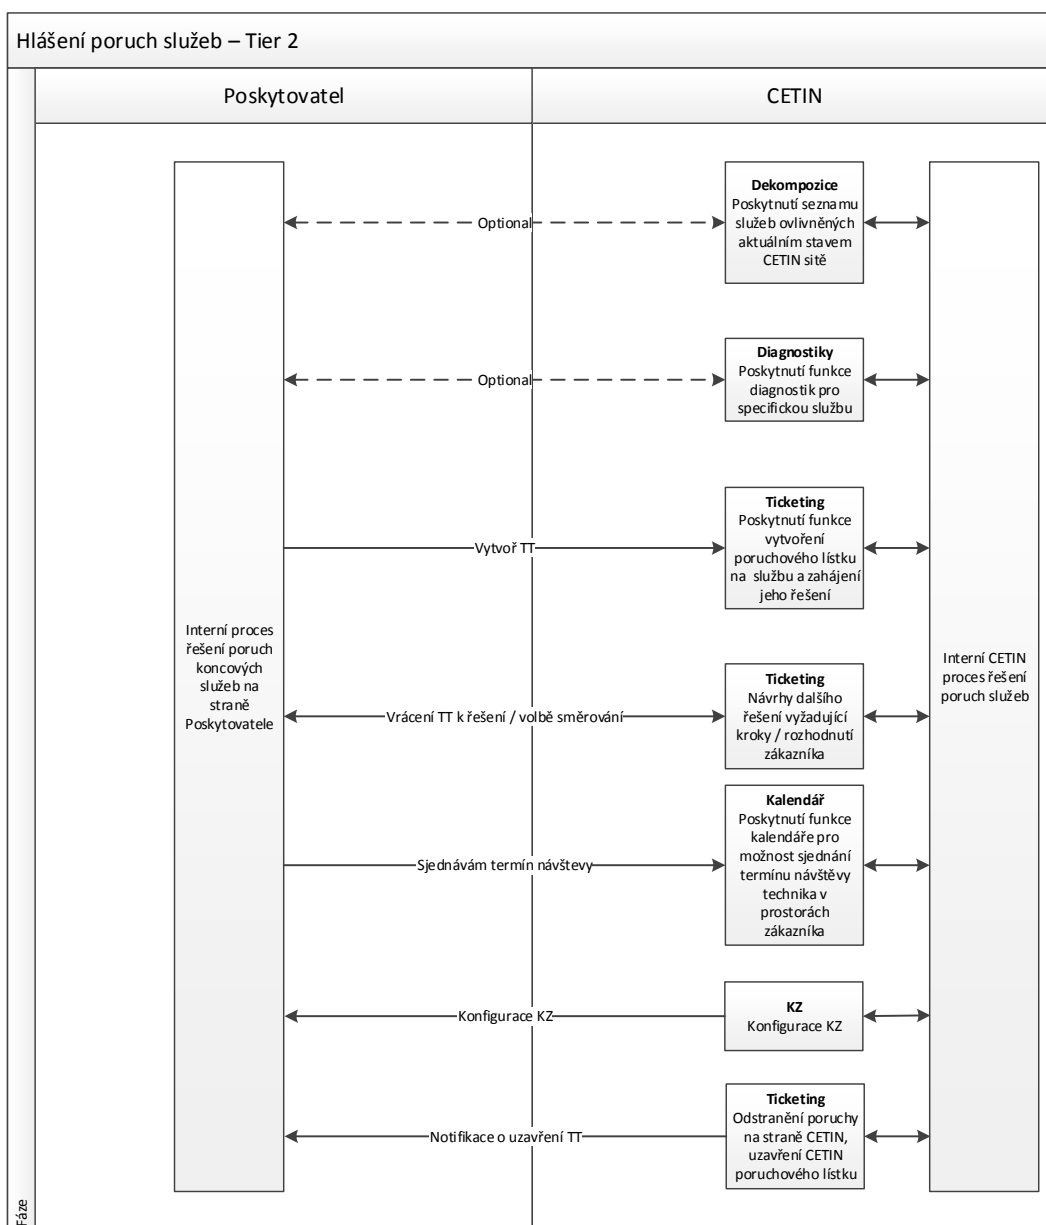 Hlášení poruch služeb – Tier 2
Poskytovatel
CETIN
Dekompozice
Poskytnutí seznamu
služeb ovlivněných
aktuálním stavem
CETIN sitě
Optional
Diagnostiky
Poskytnutí funkce
diagnostik pro
specifickou službu
Optional
Ticketing
Poskytnutí funkce
vytvoření
poruchového lístku
na službu a zahájení
jeho řešení
Vytvoř TT
Interní proces
řešení poruch
koncových
služeb na
straně
Poskytovatele
Vrácení TT k řešení / volbě směrování
Ticketing
Návrhy dalšího
řešení vyžadující
kroky / rozhodnutí
zákazníka
Interní CETIN
proces řešení
poruch služeb
Kalendář
Poskytnutí funkce
kalendáře pro
možnost sjednání
termínu návštěvy
technika v
prostorách
zákazníka
Sjednávám termín návštevy
KZ
Konfigurace KZ
Konfigurace KZ
Ticketing
Odstranění poruchy
na straně CETIN,
uzavření CETIN
poruchového lístku
Notifikace o uzavření TT
Fáze